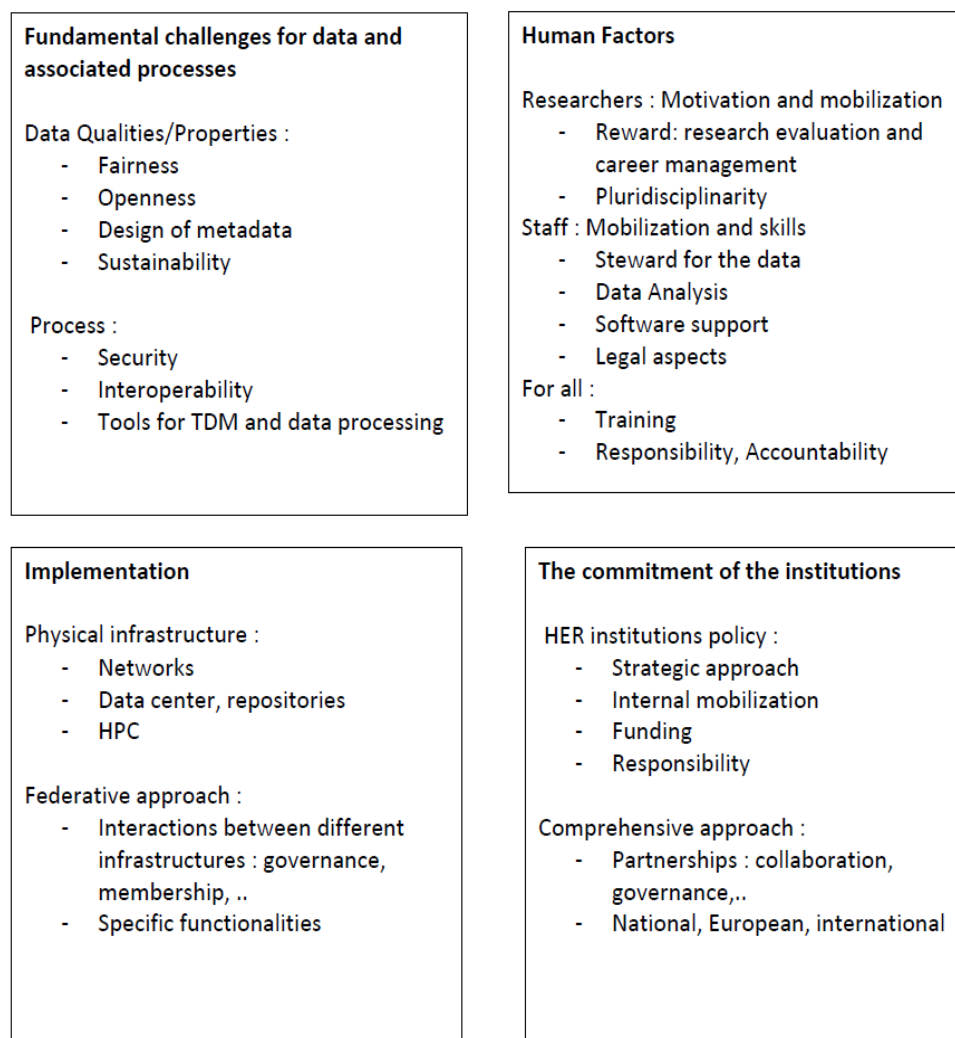 Fundamental challenges for data and
associated processes
Data Qualities/Properties :
- Fairness
- Openness
- Design of metadata
- Sustainability
Process :
- Security
- Interoperability
- Tools for TDM and data processing
Human Factors
Researchers : Motivation and mobilization
- Reward: research evaluation and
career management
- Pluridisciplinarity
Staff : Mobilization and skills
- Steward for the data
- Data Analysis
- Software support
- Legal aspects
For all :
- Training
- Responsibility, Accountability
Implementation
Physical infrastructure :
- Networks
- Data center, repositories
- HPC
Federative approach :
- Interactions between different
infrastructures : governance,
membership, ..
- Specific functionalities
The commitment of the institutions
HER institutions policy :
- Strategic approach
- Internal mobilization
- Funding
- Responsibility
Comprehensive approach :
- Partnerships : collaboration,
governance,..
- National, European, international